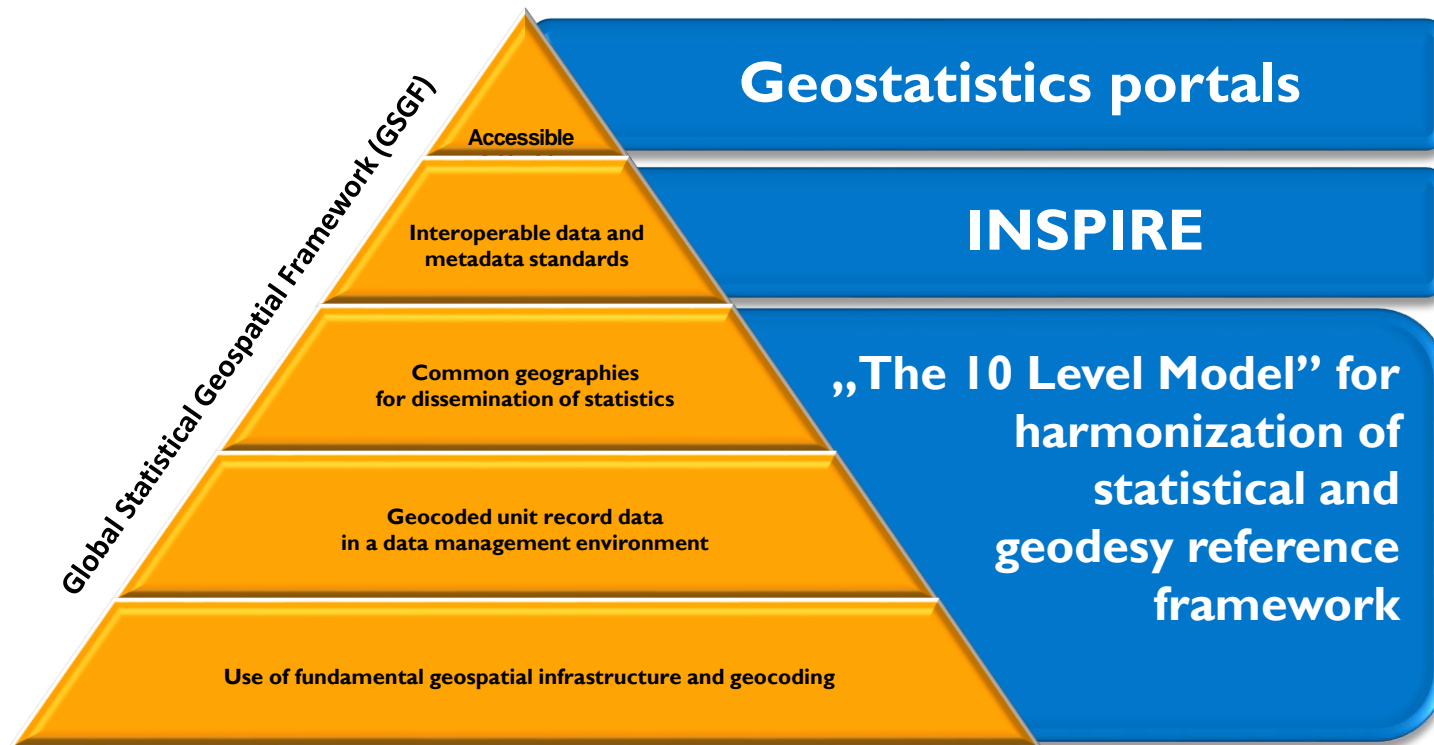 Global Statistical Geospatial Framework (GSGF)
Accessible
Geostatistics portals
Interoperable data and
metadata standards
INSPIRE
Common geographies
for dissemination of statistics
Geocoded unit record data
in a data management environment
Use of fundamental geospatial infrastructure and geocoding
„The 10 Level Model” for
harmonization of
statistical and
geodesy reference
framework